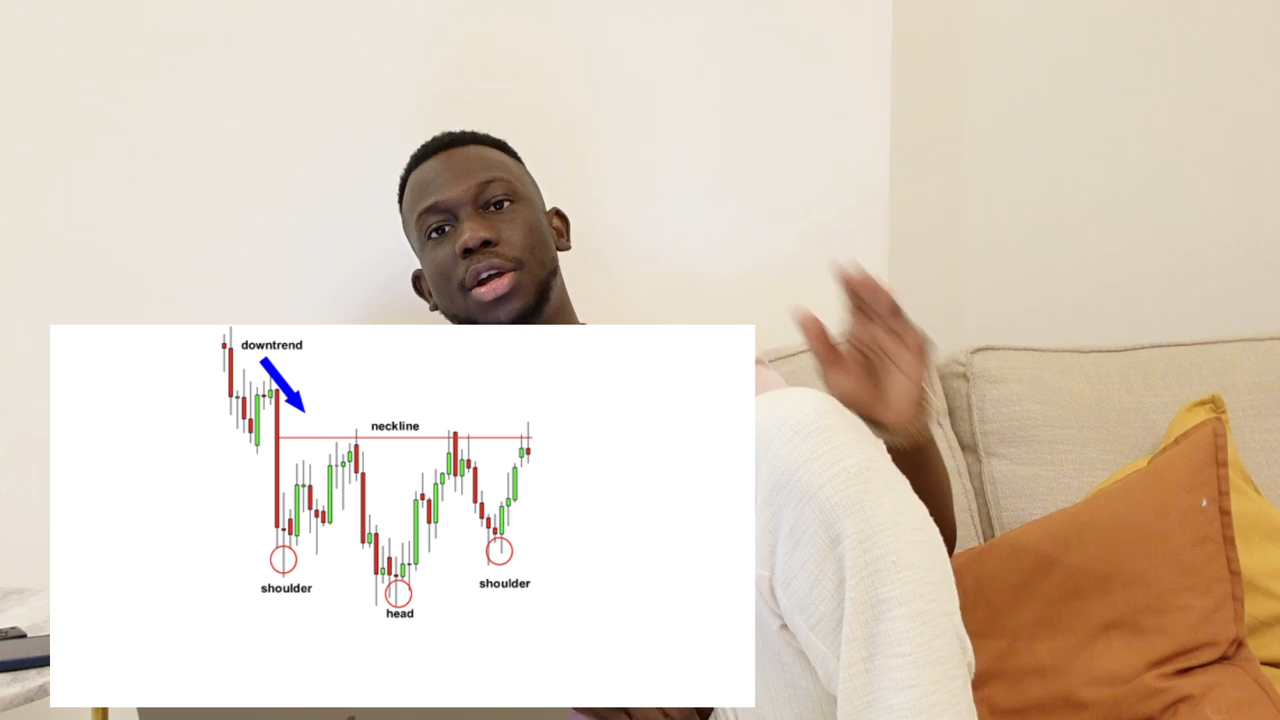 downtrend
neckline
shoulder
shoulder
head